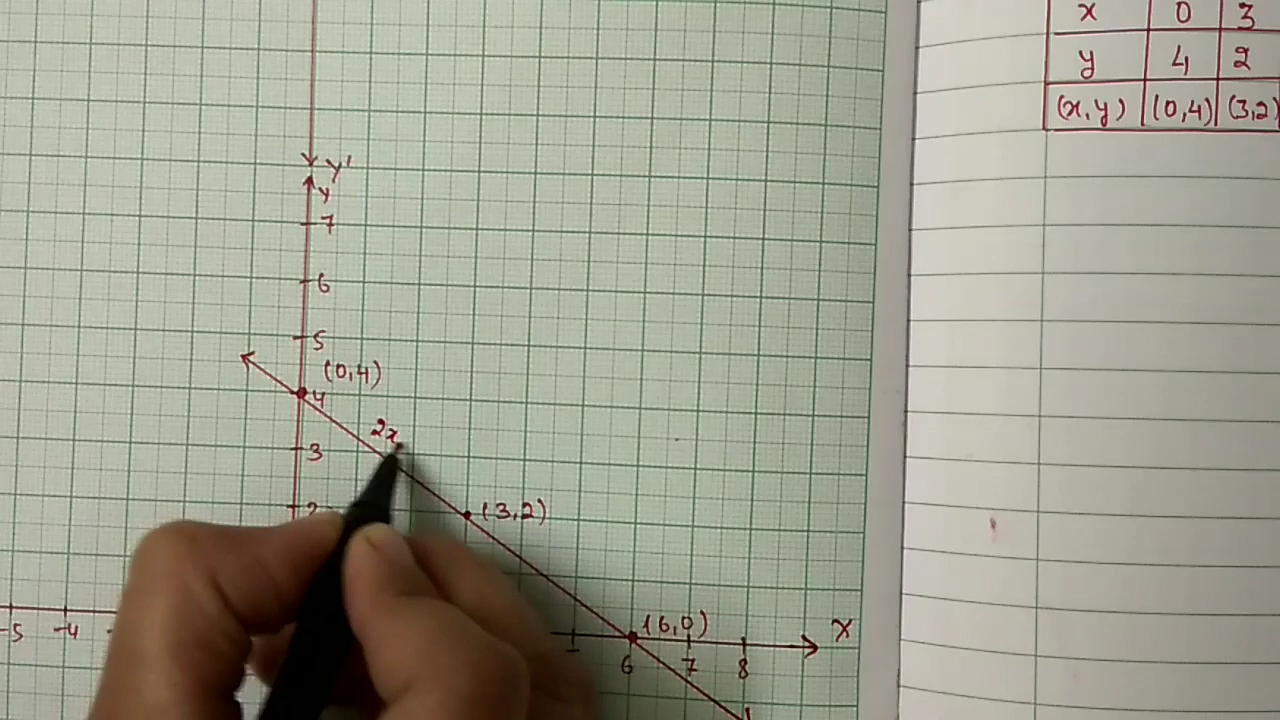 x 0 3
y 4 2
(x,y) (0,4) (3,2)
y'
y
7
6
5
(0,4)
4
2x
3
2
(3,2)
(6,0)
x
-5 -4
6 7 8